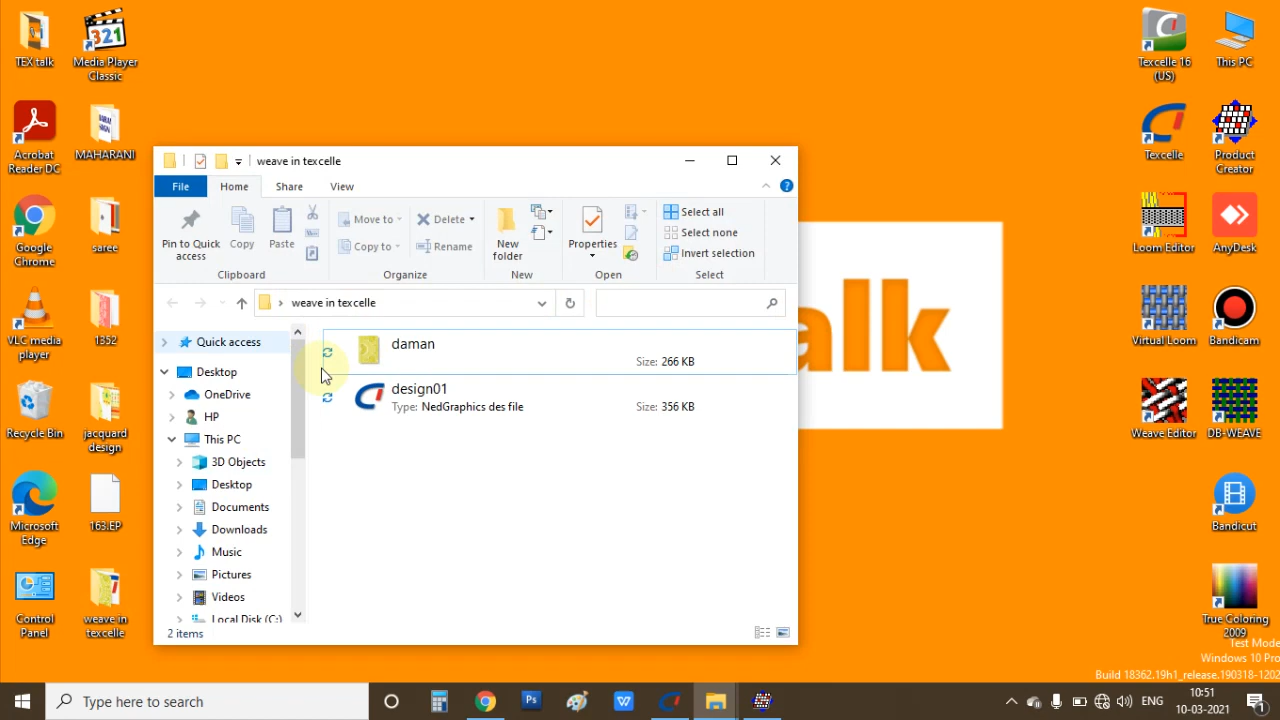 TEX talk
Media Player
Classic
Acrobat
Reader DC
MAHARANI
Google
Chrome
saree
VLC media
player
1352
Recycle Bin
jacquard
design
Microsoft
Edge
163.EP
Control
Panel
weave in
texcelle
weave in texcelle
File
Home
Share
View
Pin to Quick
access
Copy
Paste
Move to
Copy to
Delete
Rename
New
folder
Properties
Select all
Select none
Invert selection
Clipboard
Organize
New
Open
Select
weave in texcelle
Quick access
Desktop
OneDrive
HP
This PC
3D Objects
Desktop
Documents
Downloads
Music
Pictures
Videos
Local Disk (C:)
daman
Size: 266 KB
design01
Type: NedGraphics des file
Size: 356 KB
2 items
alk
Texcelle 16
(US)
This PC
Texcelle
Product
Creator
Loom Editor
AnyDesk
Virtual Loom
Bandicam
Weave Editor
DB-WEAVE
Bandicut
True Coloring
2009
Test Mode
Windows 10 Pro
Build 18362.19h1_release.190318-1202
Type here to search
ENG
10:51
10-03-2021